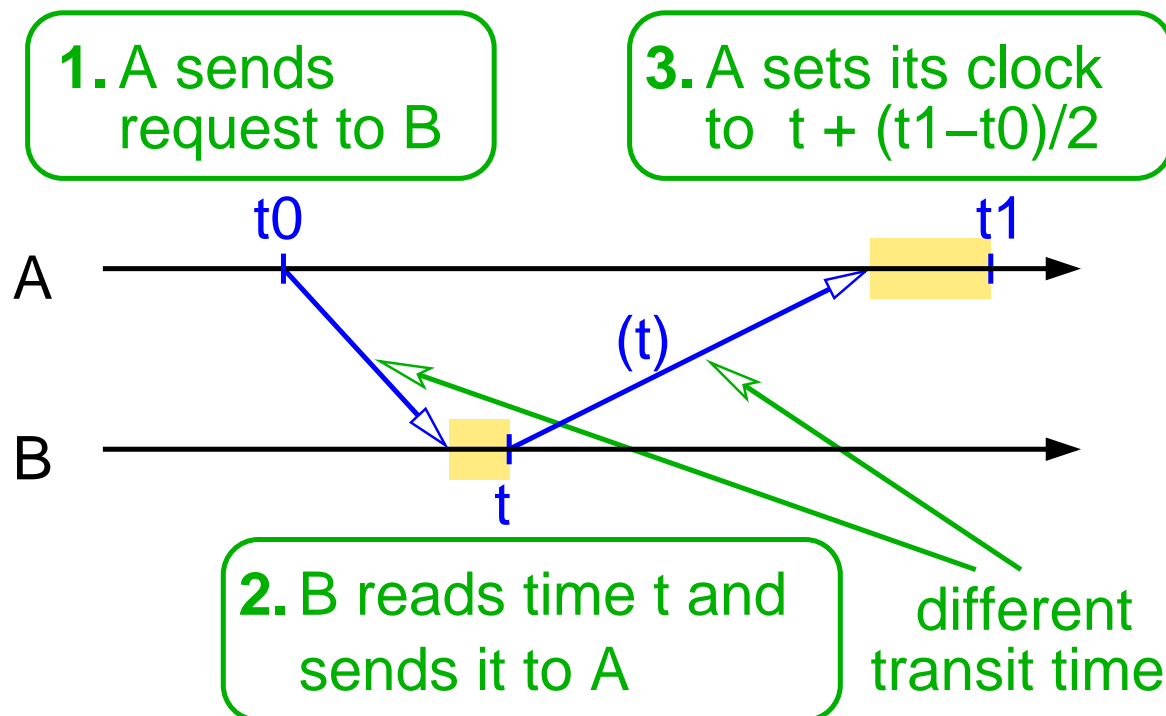 1. A sends
request to B
3. A sets its clock
to t + (t1–t0)/2
t0
t1
A
(t)
B
t
2. B reads time t and
sends it to A
different
transit time